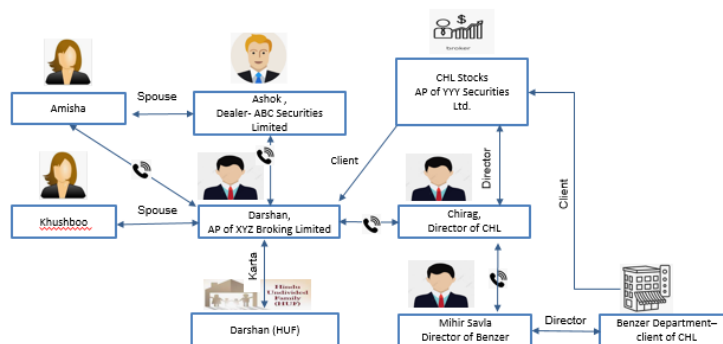 $
broker
CHL Stocks
AP of YYY Securities
Ltd.
Amisha
Spouse
Ashok ,
Dealer- ABC Securities
Limited
Client
Director
Client
Khushboo
Spouse
Darshan,
AP of XYZ Broking Limited
Chirag,
Director of CHL
Karta
Hindu
Undivided
Family
(HUF)
Darshan (HUF)
Mihir Savla
Director of Benzer
Director
Benzer Department–
client of CHL